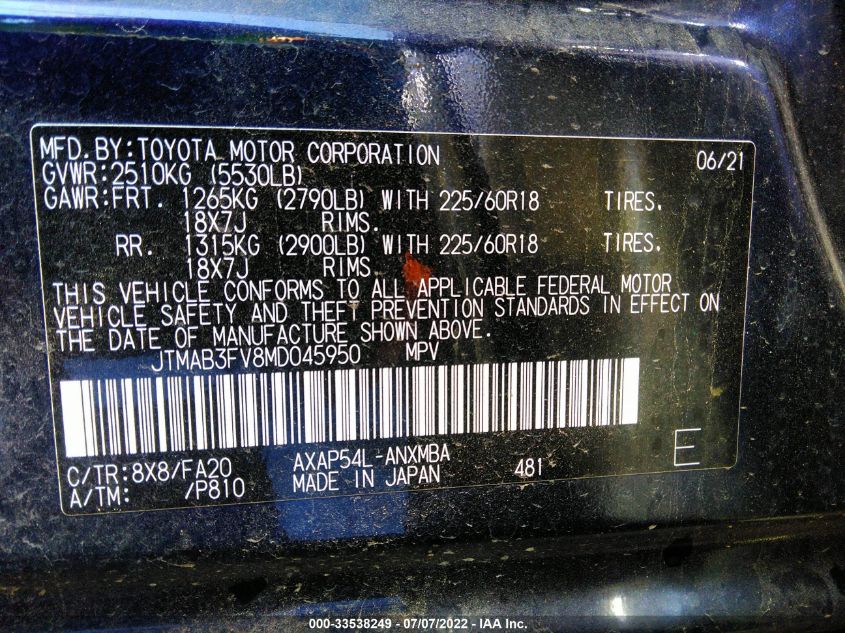 MFD.BY:TOYOTA MOTOR CORPORATION 06/21
GVWR:2510KG (5530LB)
GAWR:FRT. 1265KG (2790LB) WITH 225/60R18 TIRES.
18X7J RIMS.
RR. 1315KG (2900LB) WITH 225/60R18 TIRES.
18X7J RIMS
THIS VEHICLE CONFORMS TO ALL APPLICABLE FEDERAL MOTOR
VEHICLE SAFETY AND THEFT PREVENTION STANDARDS IN EFFECT ON
THE DATE OF MANUFACTURE SHOWN ABOVE.
JTMAB3FV8MD045950 MPV
C/TR:8X8/FA20 AXAP54L-ANXMBA 481 E
A/TM: /P810 MADE IN JAPAN
000-33538249 - 07/07/2022 - IAA Inc.